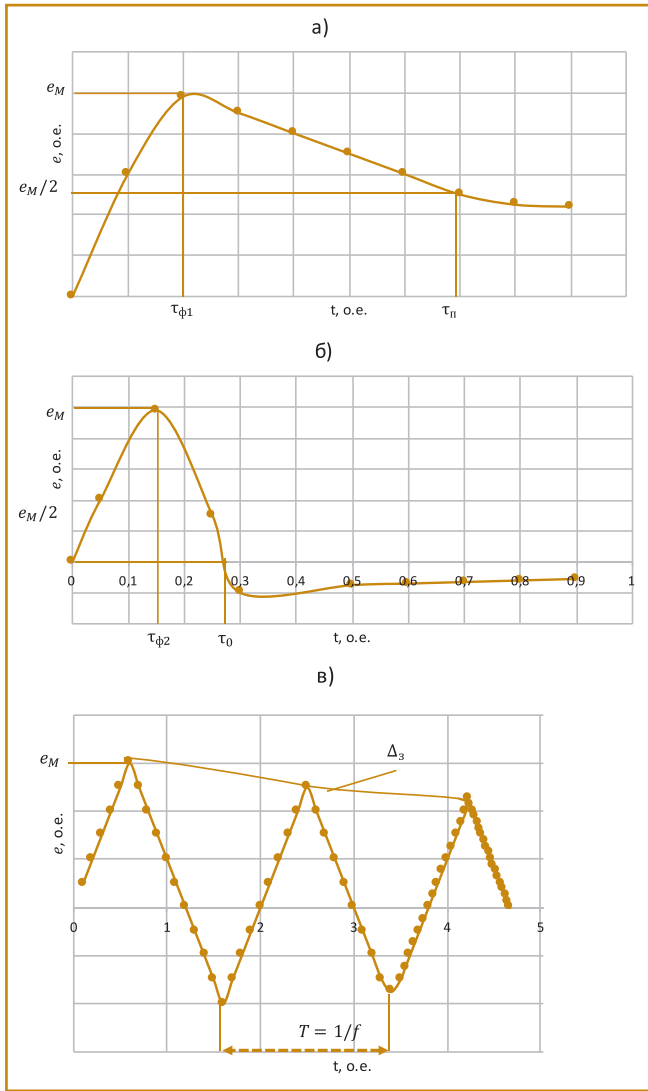 а)
e_M
e, о.е.
e_M/2
τ_ф1
t, о.е.
τ_п
б)
e_M
e, о.е.
e_M/2
0 0,1 0,2 0,3 0,4 0,5 0,6 0,7 0,8 0,9 1
τ_ф2
τ_0
t, о.е.
в)
e_M
Δ_з
e, о.е.
0 1 2 3 4 5
T = 1/f
t, о.е.